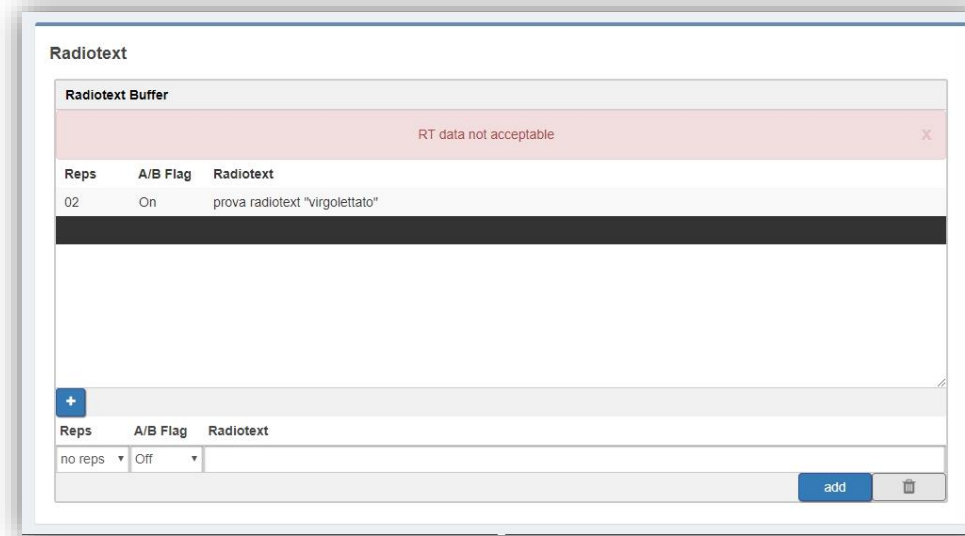 Radiotext
Radiotext Buffer
RT data not acceptable X
Reps A/B Flag Radiotext
02 On prova radiotext "virgolettato"
+
Reps A/B Flag Radiotext
no reps Off
add